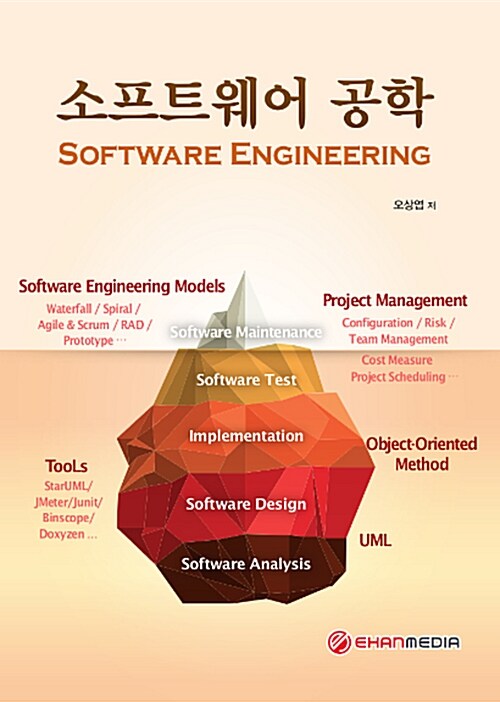 소프트웨어 공학
SOFTWARE ENGINEERING
오상엽 저
Software Engineering Models
Waterfall / Spiral /
Agile & Scrum / RAD /
Prototype ···
Project Management
Configuration / Risk /
Team Management
Cost Measure
Project Scheduling ···
Software Maintenance
Software Test
Implementation
Object-Oriented
Method
TooLs
StarUML/
JMeter/Junit/
Binscope/
Doxyzen ...
Software Design
UML
Software Analysis
EHANMEDIA